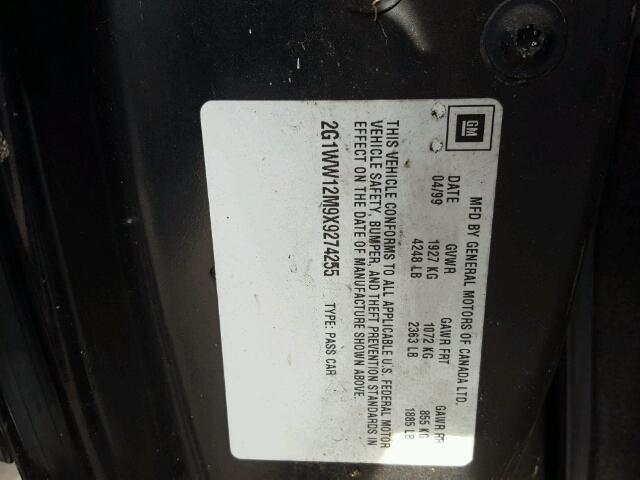 GM
MFD BY GENERAL MOTORS OF CANADA LTD.
DATE GVWR GAWR FRT GAWR RR
04/99 1927 KG 1072 KG 855 KG
4248 LB 2363 LB 1885 LB
THIS VEHICLE CONFORMS TO ALL APPLICABLE U.S. FEDERAL MOTOR
VEHICLE SAFETY, BUMPER, AND THEFT PREVENTION STANDARDS IN
EFFECT ON THE DATE OF MANUFACTURE SHOWN ABOVE.
2G1WW12M9X9274255 TYPE: PASS CAR